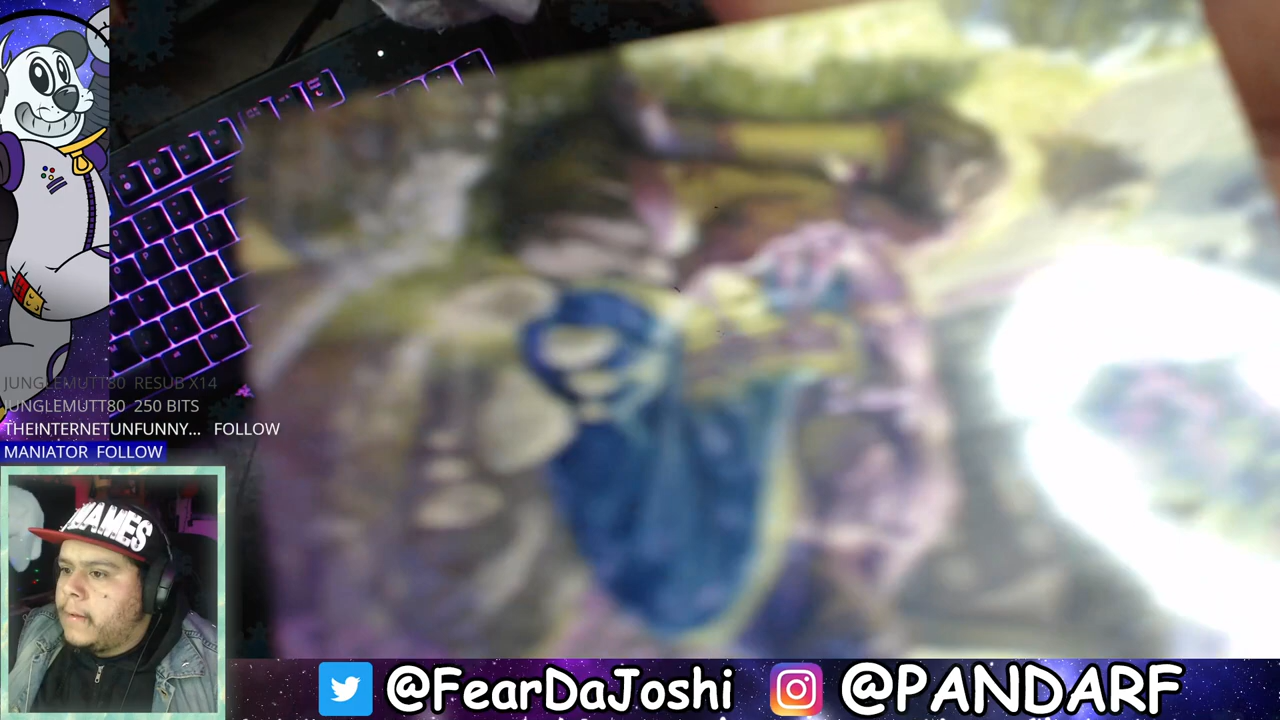 JUNGLEMUTT80 RESUB X14
JUNGLEMUTT80 250 BITS
THEINTERNETUNFUNNY... FOLLOW
MANIATOR FOLLOW
@FearDaJoshi
@PANDARF